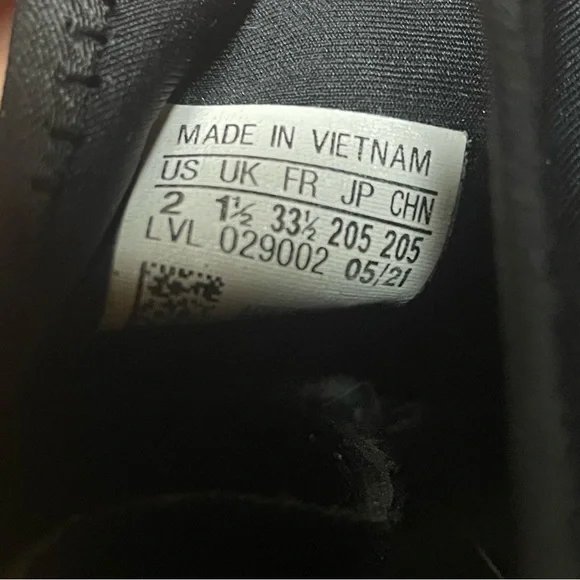 MADE IN VIETNAM
US UK FR JP CHN
2 1½ 33½ 205 205
LVL 029002 05/21